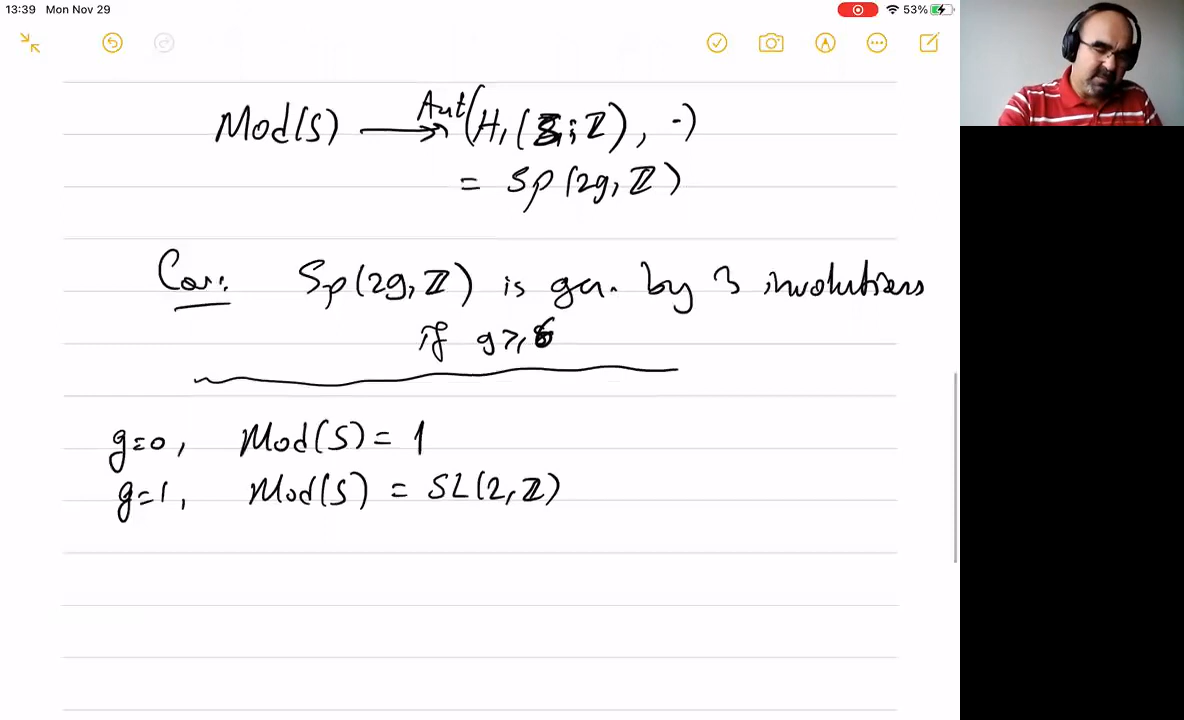 13:39 Mon Nov 29
53%
Mod(S) ↠ Aut(H₁(S; ℤ), ·)
= Sp(2g, ℤ)
Cor: Sp(2g, ℤ) is gen. by 3 involutions
if g ≥ 6
g=0, Mod(S) = 1
g=1, Mod(S) = SL(2, ℤ)